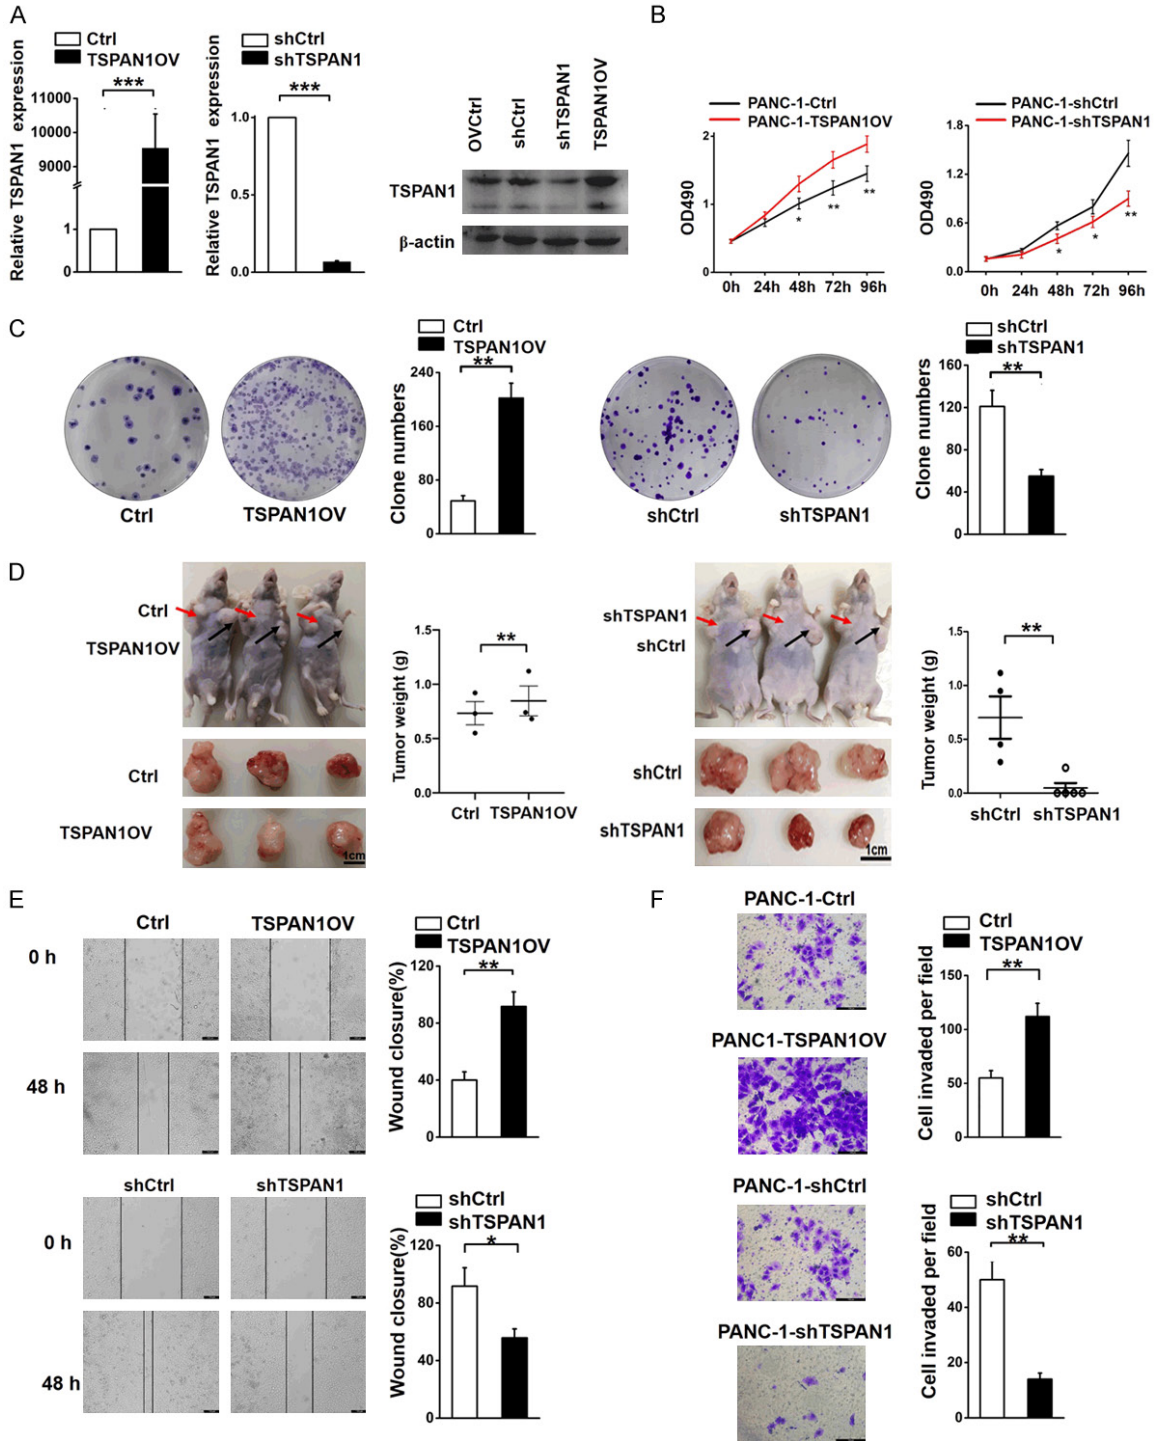 A
Ctrl
TSPAN1OV
Relative TSPAN1 expression
11000
10000
9000
1
0
***
shCtrl
shTSPAN1
Relative TSPAN1 expression
1.0
0.5
0.0
***
OVCtrl
shCtrl
shTSPAN1
TSPAN1OV
TSPAN1
β-actin
B
PANC-1-Ctrl
PANC-1-TSPAN1OV
OD490
2
1
0
*
**
**
0h 24h 48h 72h 96h
PANC-1-shCtrl
PANC-1-shTSPAN1
OD490
1.8
1.2
0.6
0.0
*
*
**
0h 24h 48h 72h 96h
C
Ctrl
TSPAN1OV
Ctrl
TSPAN1OV
Clone numbers
240
160
80
0
**
shCtrl
shTSPAN1
shCtrl
shTSPAN1
Clone numbers
160
120
80
40
0
**
D
Ctrl
TSPAN1OV
Ctrl
TSPAN1OV
1cm
Tumor weight (g)
1.5
1.0
0.5
0.0
**
Ctrl TSPAN1OV
shTSPAN1
shCtrl
shCtrl
shTSPAN1
1cm
Tumor weight (g)
1.5
1.0
0.5
0.0
**
shCtrl shTSPAN1
E
Ctrl TSPAN1OV
0 h
48 h
Ctrl
TSPAN1OV
Wound closure(%)
120
80
40
0
**
shCtrl shTSPAN1
0 h
48 h
shCtrl
shTSPAN1
Wound closure(%)
120
80
40
0
*
F
PANC-1-Ctrl
PANC1-TSPAN1OV
PANC-1-shCtrl
PANC-1-shTSPAN1
Ctrl
TSPAN1OV
Cell invaded per field
150
100
50
0
**
shCtrl
shTSPAN1
Cell invaded per field
60
40
20
0
**